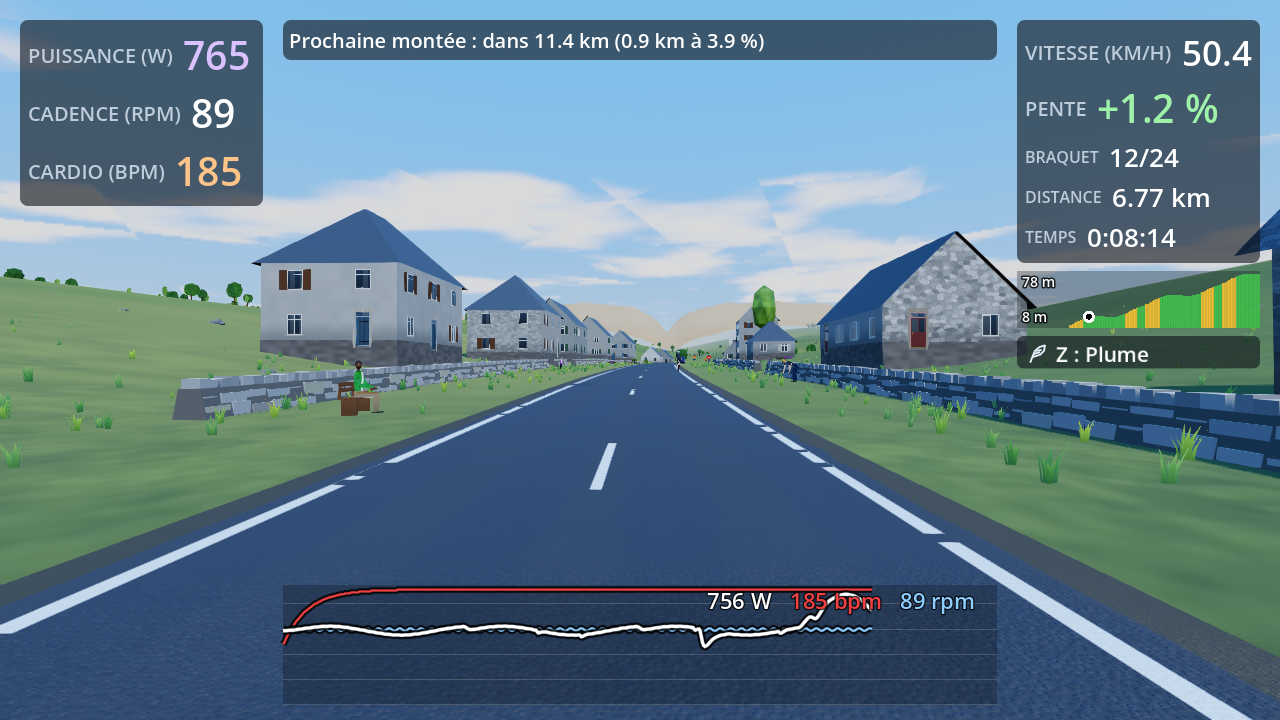 PUISSANCE (W) 765
CADENCE (RPM) 89
CARDIO (BPM) 185
Prochaine montée : dans 11.4 km (0.9 km à 3.9 %)
VITESSE (KM/H) 50.4
PENTE +1.2 %
BRAQUET 12/24
DISTANCE 6.77 km
TEMPS 0:08:14
78 m
8 m
Z : Plume
756 W 185 bpm 89 rpm